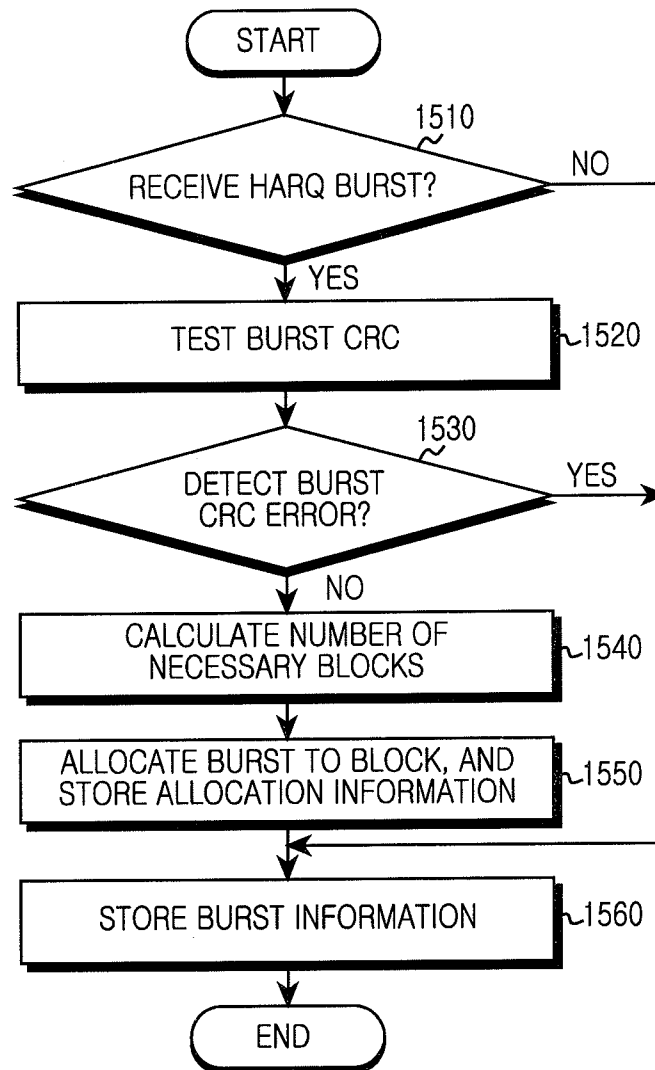 START
1510
RECEIVE HARQ BURST?
NO
YES
TEST BURST CRC
1520
1530
DETECT BURST
CRC ERROR?
YES
NO
CALCULATE NUMBER OF
NECESSARY BLOCKS
1540
ALLOCATE BURST TO BLOCK, AND
STORE ALLOCATION INFORMATION
1550
STORE BURST INFORMATION
1560
END